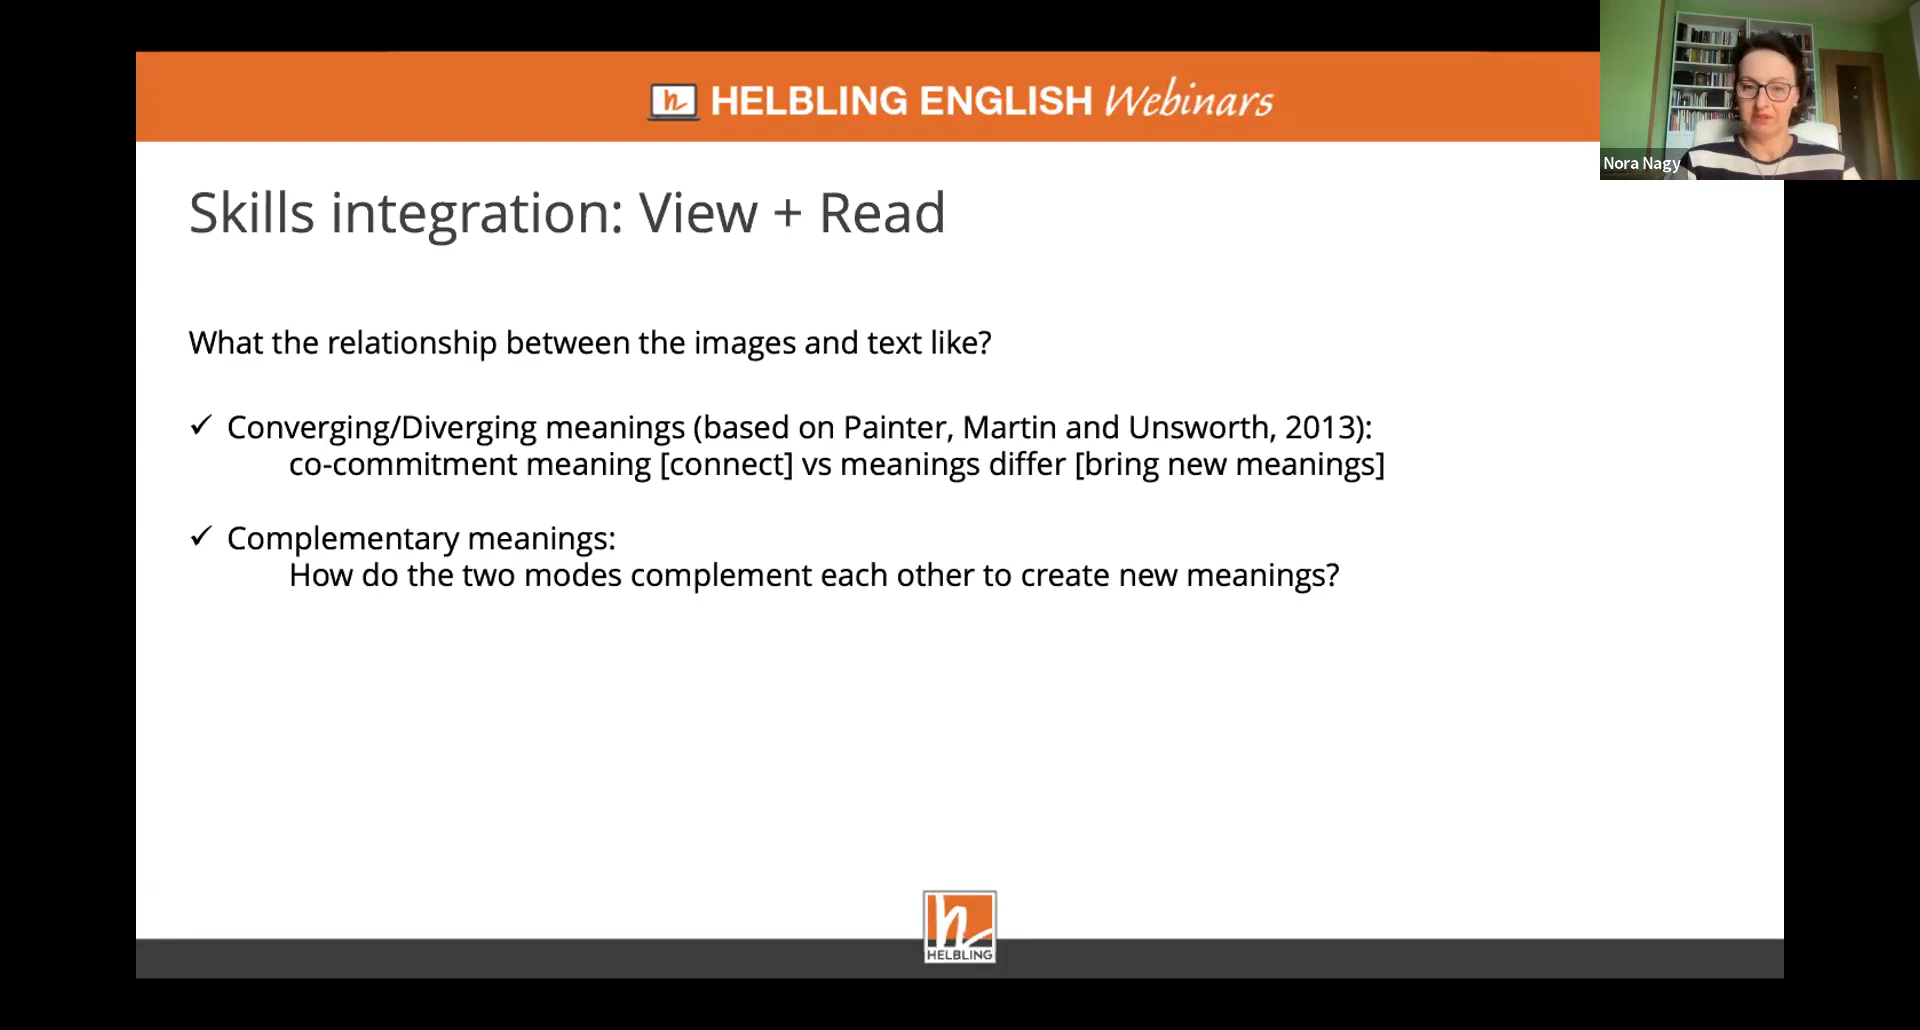 HELBLING ENGLISH Webinars
Nora Nagy
Skills integration: View + Read
What the relationship between the images and text like?
✓ Converging/Diverging meanings (based on Painter, Martin and Unsworth, 2013):
co-commitment meaning [connect] vs meanings differ [bring new meanings]
✓ Complementary meanings:
How do the two modes complement each other to create new meanings?
HELBLING